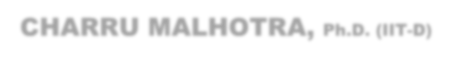 CHARRU MALHOTRA, Ph.D. (IIT-D)